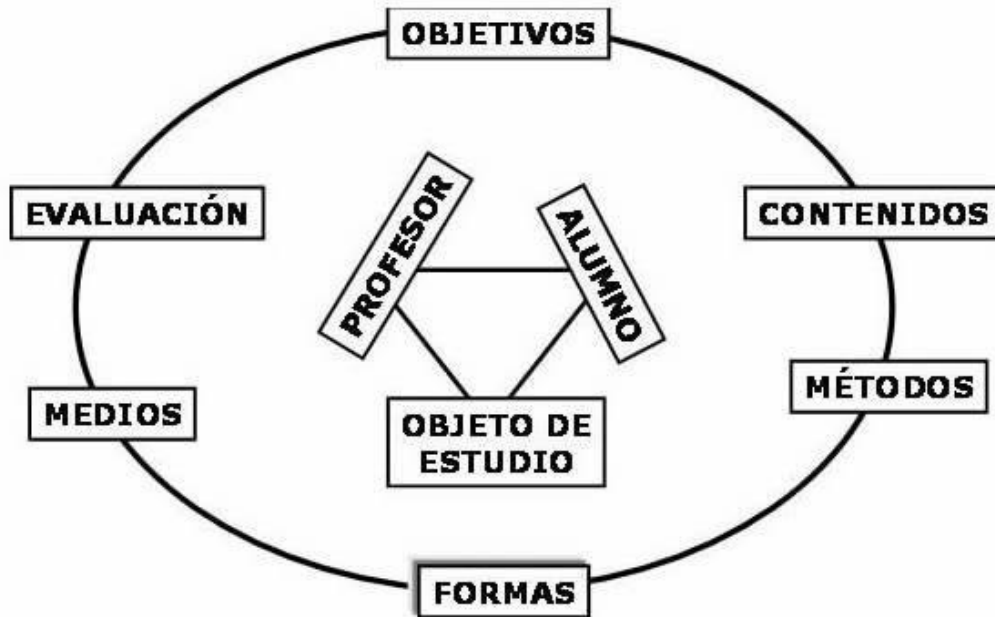 OBJETIVOS
EVALUACIÓN
CONTENIDOS
PROFESOR
ALUMNO
MEDIOS
MÉTODOS
OBJETO DE
ESTUDIO
FORMAS